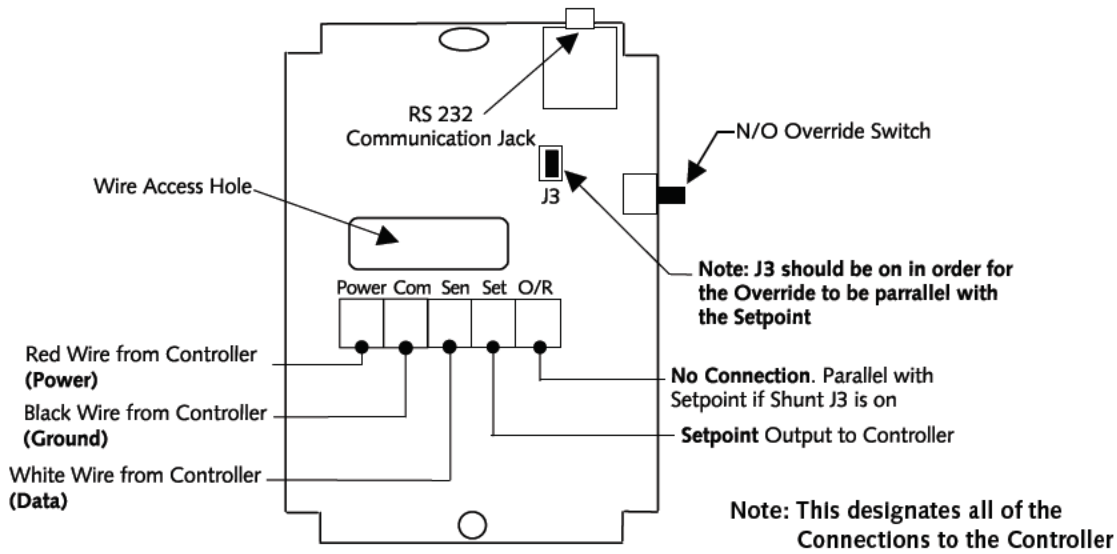 RS 232
Communication Jack
N/O Override Switch
Wire Access Hole
J3
Note: J3 should be on in order for
the Override to be parrallel with
the Setpoint
Power Com Sen Set O/R
Red Wire from Controller
(Power)
No Connection. Parallel with
Setpoint if Shunt J3 is on
Black Wire from Controller
(Ground)
Setpoint Output to Controller
White Wire from Controller
(Data)
Note: This designates all of the
Connections to the Controller